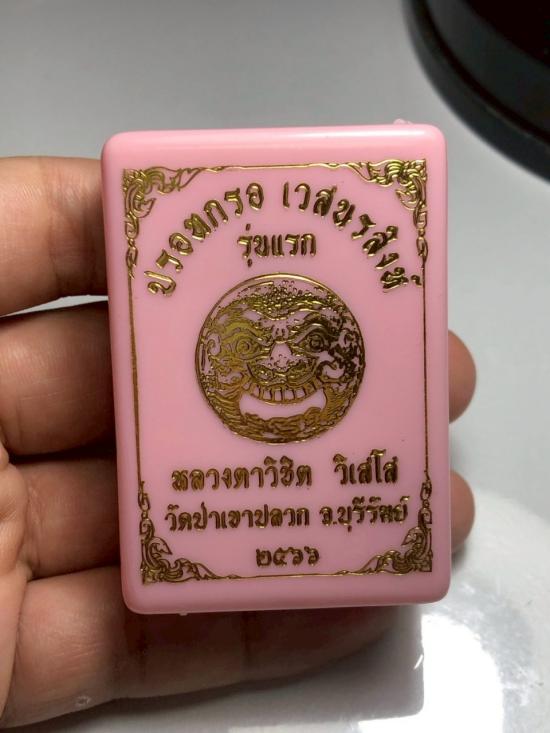 ปรอทกรอ เวสนรสิงห์
รุ่นแรก
หลวงตาวิชิต วิเสโส
วัดป่าเขาปลวก จ.บุรีรัมย์
๒๕๖๖